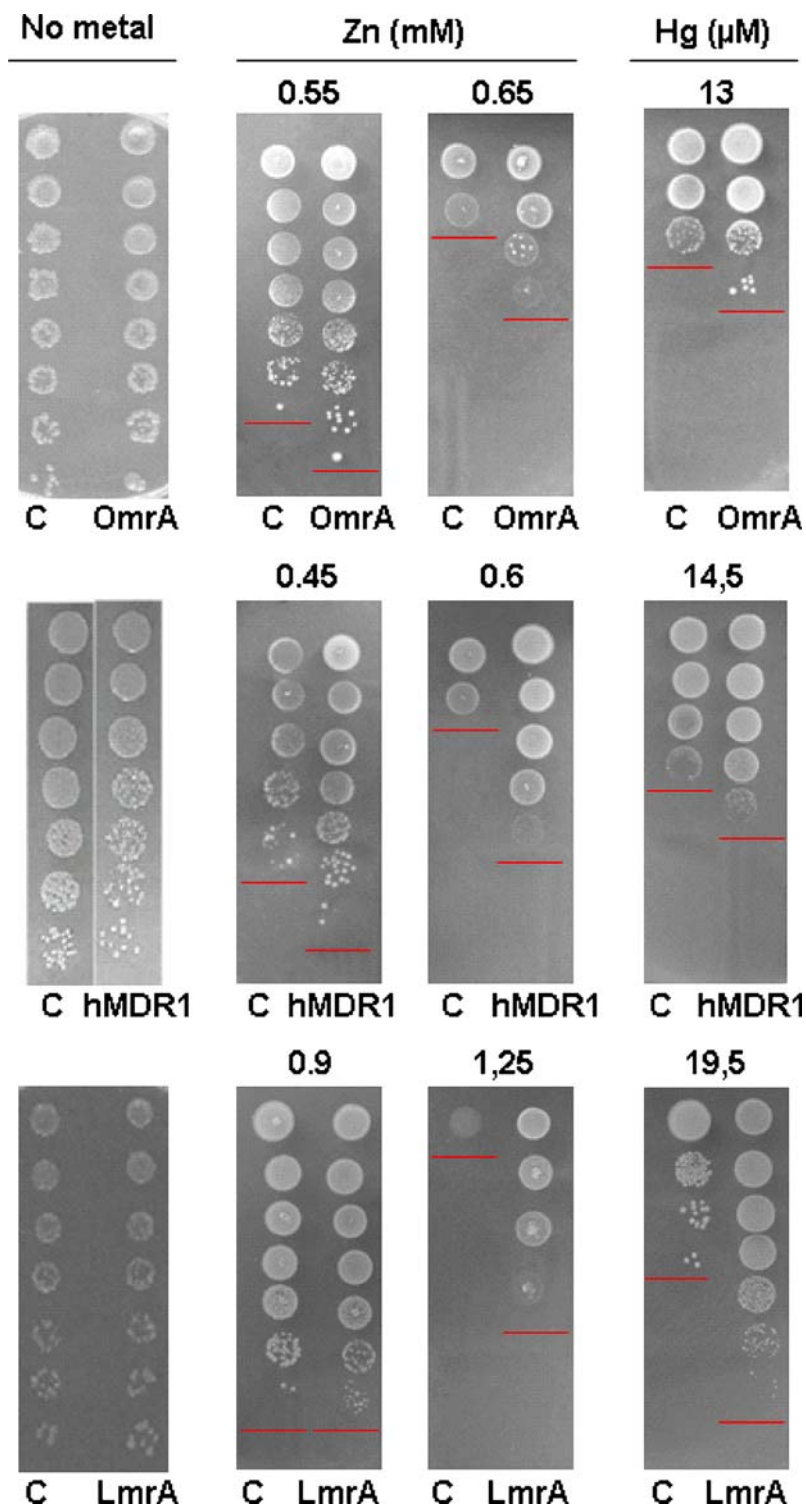 No metal Zn (mM) Hg (µM)
0.55 0.65 13
C OmrA C OmrA C OmrA C OmrA
0.45 0.6 14,5
C hMDR1 C hMDR1 C hMDR1 C hMDR1
0.9 1,25 19,5
C LmrA C LmrA C LmrA C LmrA